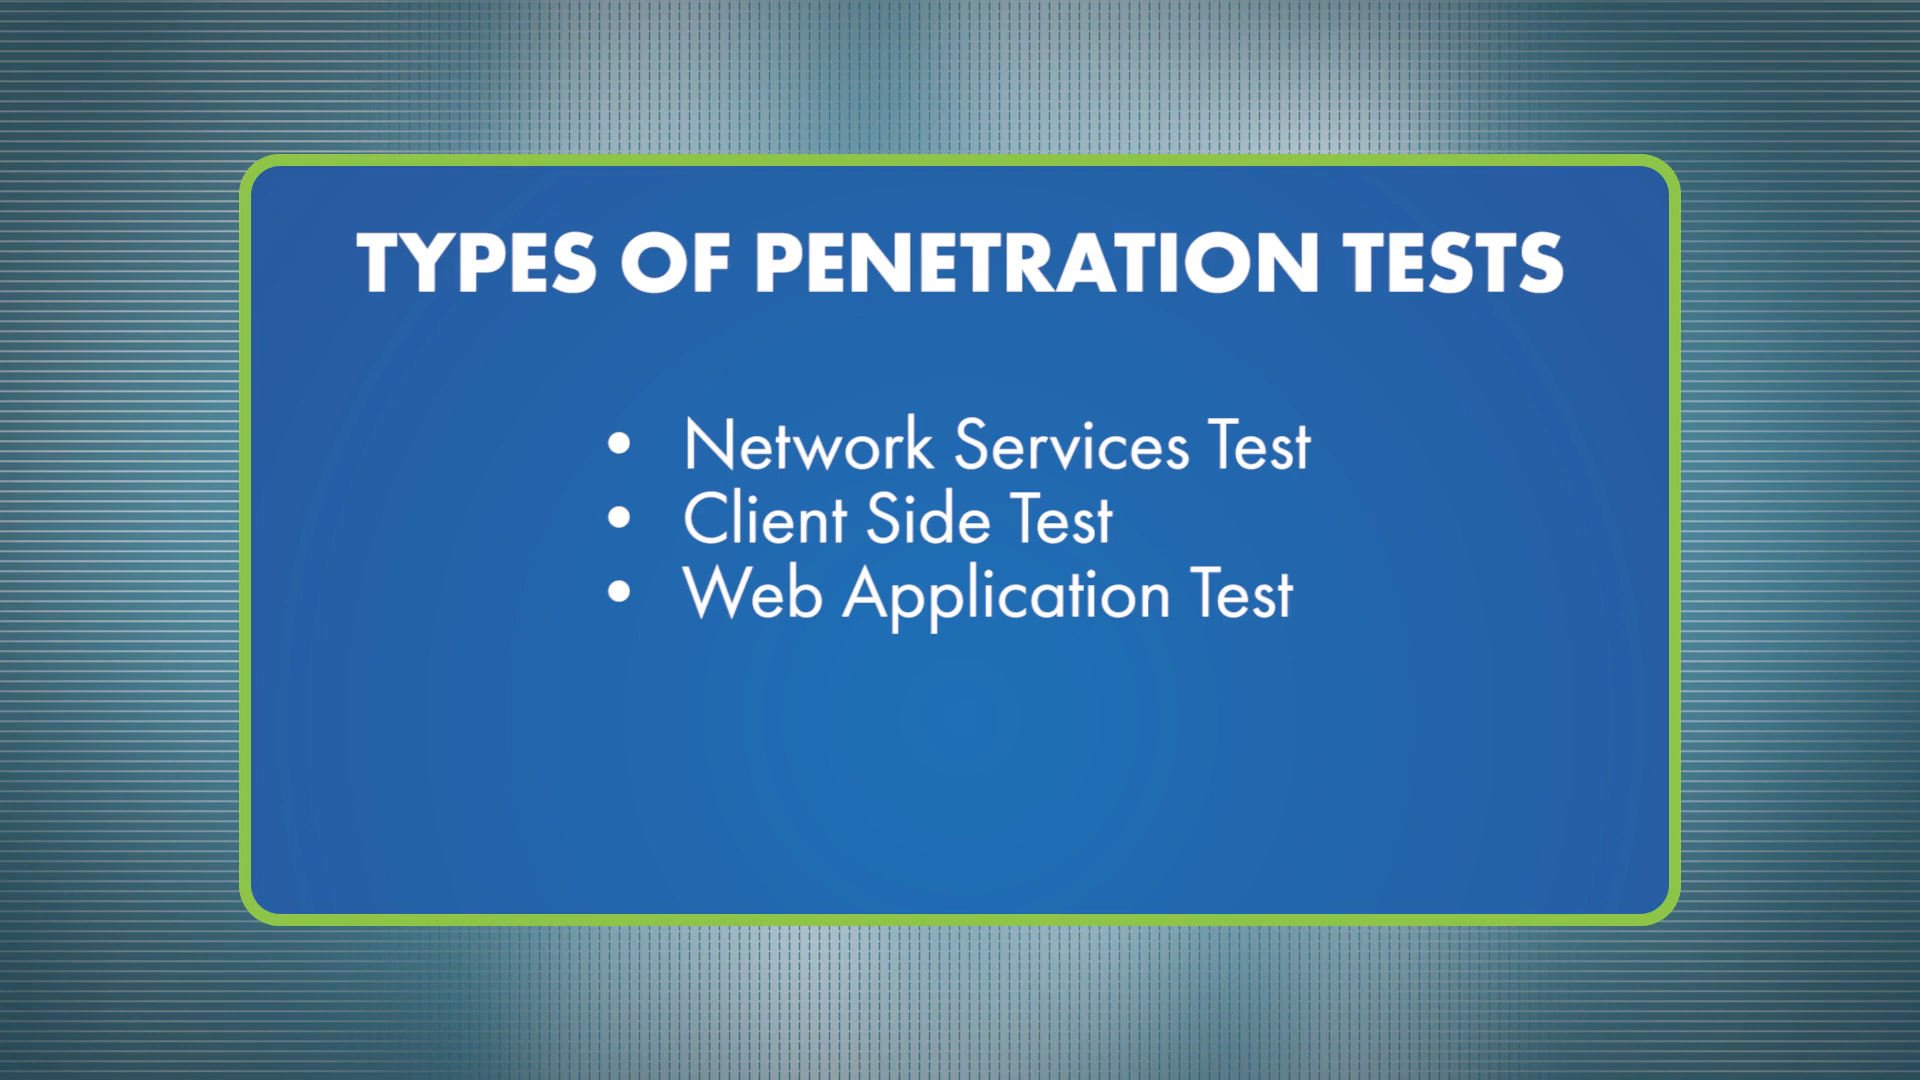 TYPES OF PENETRATION TESTS
• Network Services Test
• Client Side Test
• Web Application Test